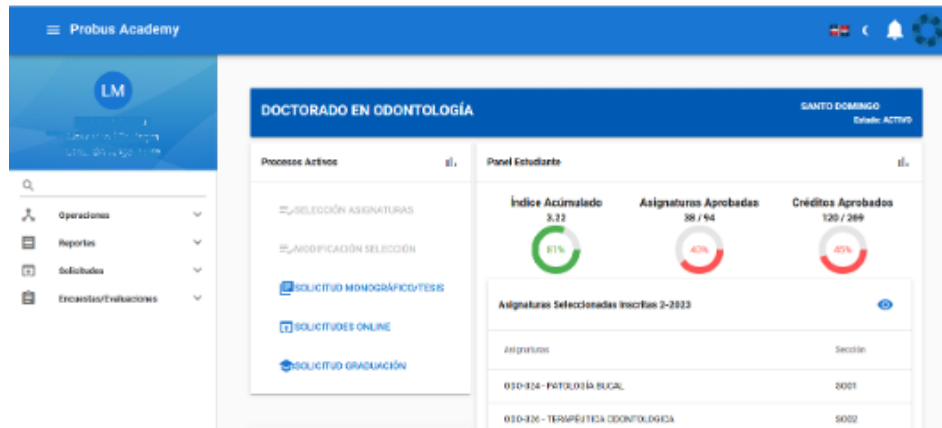 Probus Academy
LM
Operaciones
Reportes
Solicitudes
Encuestas/Evaluaciones
DOCTORADO EN ODONTOLOGÍA
SANTO DOMINGO
Estado: ACTIVO
Procesos Activos
SELECCIÓN ASIGNATURAS
MODIFICACIÓN SELECCIÓN
SOLICITUD MONOGRÁFICO/TESIS
SOLICITUDES ONLINE
SOLICITUD GRADUACIÓN
Panel Estudiante
Índice Acúmulado
3.22
81%
Asignaturas Aprobadas
38 / 94
40%
Créditos Aprobados
120 / 269
45%
Asignaturas Seleccionadas Inscritas 2-2023
Asignaturas Sección
ODO-324 - PATOLOGÍA BUCAL S001
ODO-326 - TERAPÉUTICA ODONTOLOGICA S002